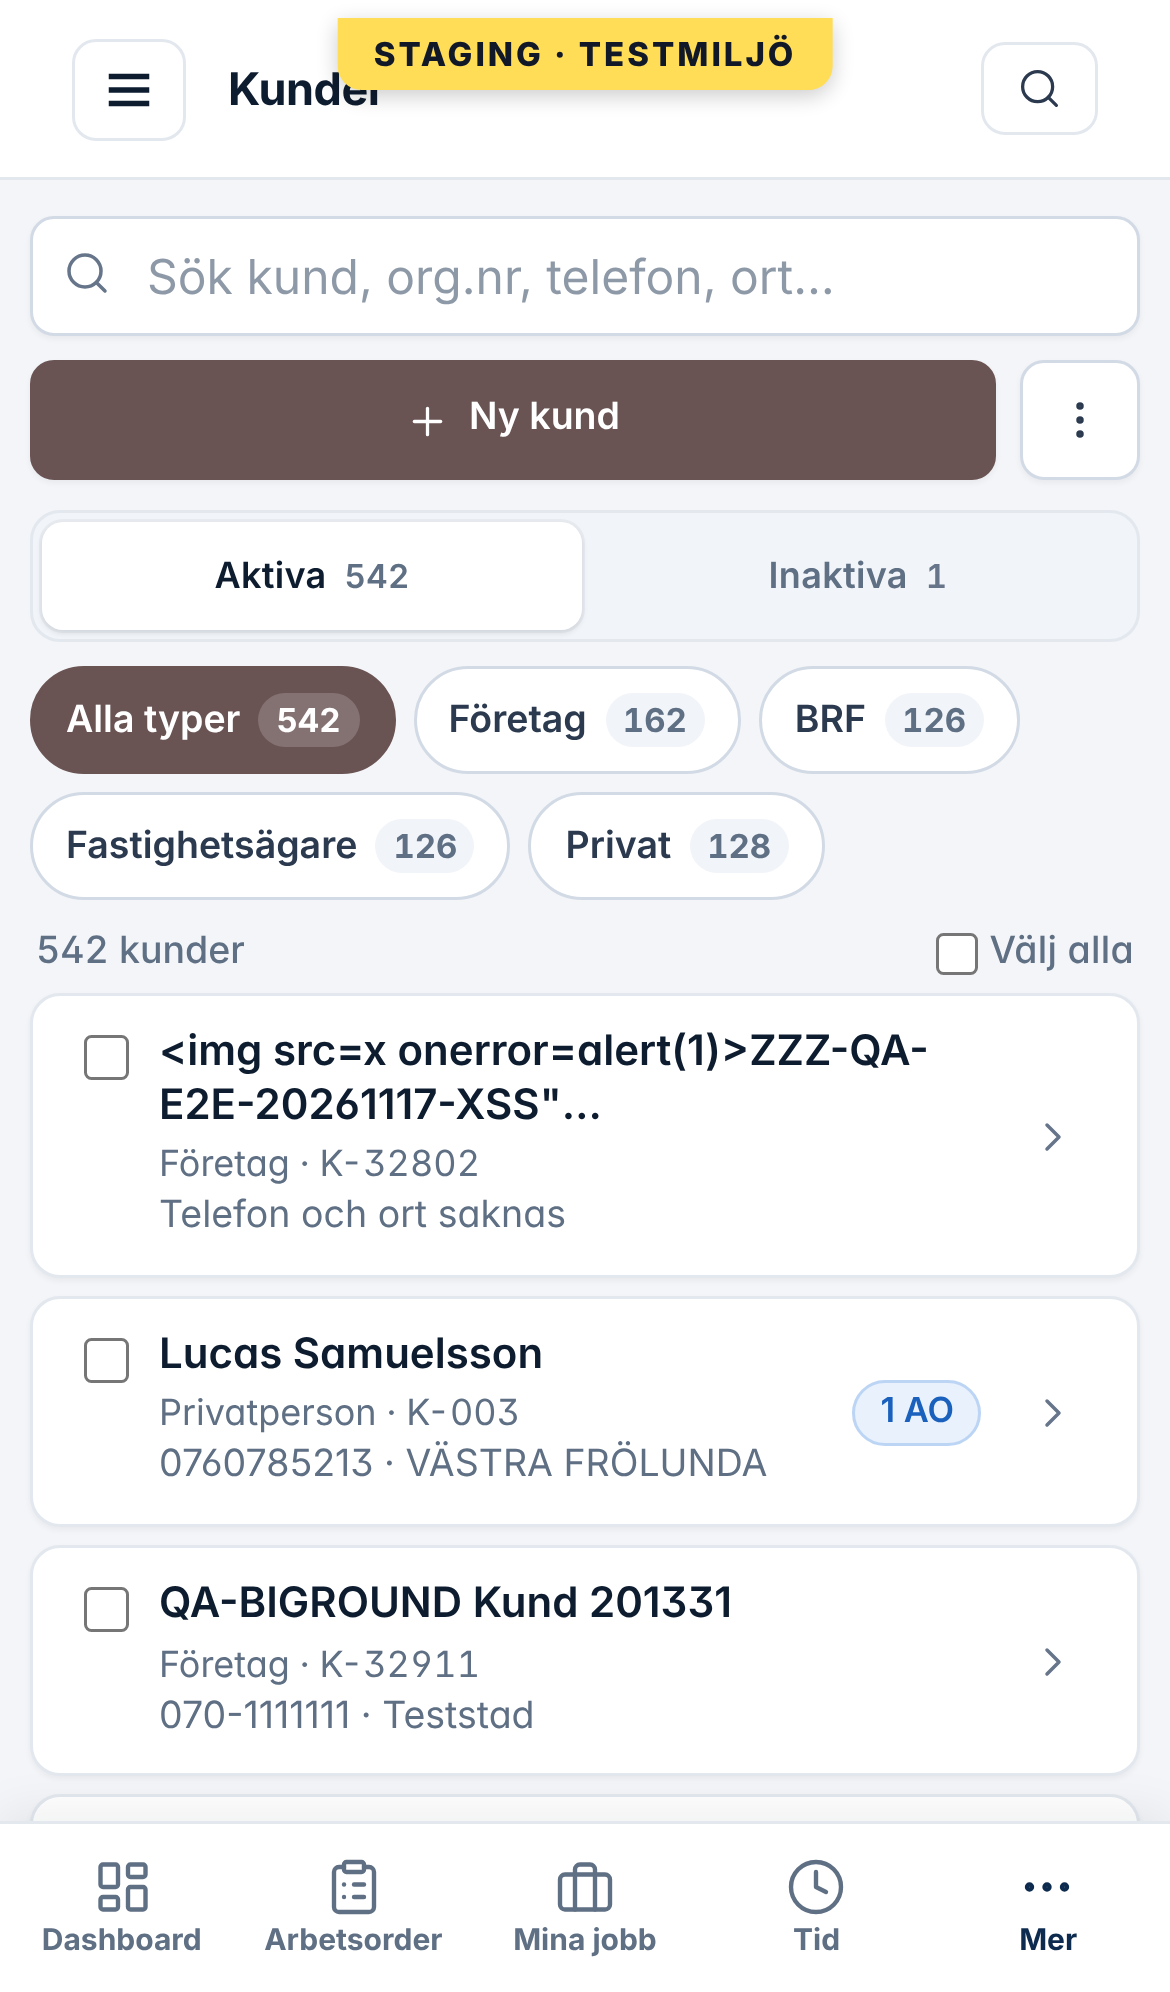 STAGING · TESTMILJÖ
Kunder
Sök kund, org.nr, telefon, ort...
Ny kund
Aktiva 542
Inaktiva 1
Alla typer 542
Företag 162
BRF 126
Fastighetsägare 126
Privat 128
542 kunder
Välj alla
<img src=x onerror=alert(1)>ZZZ-QA-
E2E-20261117-XSS"...
Företag · K-32802
Telefon och ort saknas
Lucas Samuelsson
Privatperson · K-003
1 AO
0760785213 · VÄSTRA FRÖLUNDA
QA-BIGROUND Kund 201331
Företag · K-32911
070-1111111 · Teststad
Dashboard
Arbetsorder
Mina jobb
Tid
Mer